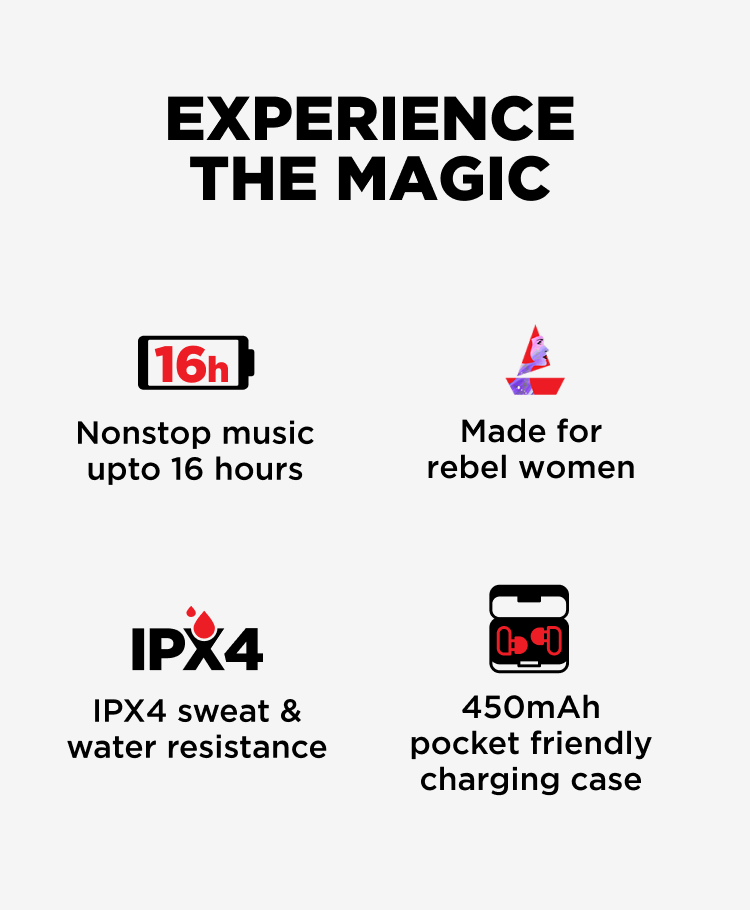 EXPERIENCE
THE MAGIC
16h
Nonstop music
upto 16 hours
Made for
rebel women
IPX4
IPX4 sweat &
water resistance
450mAh
pocket friendly
charging case